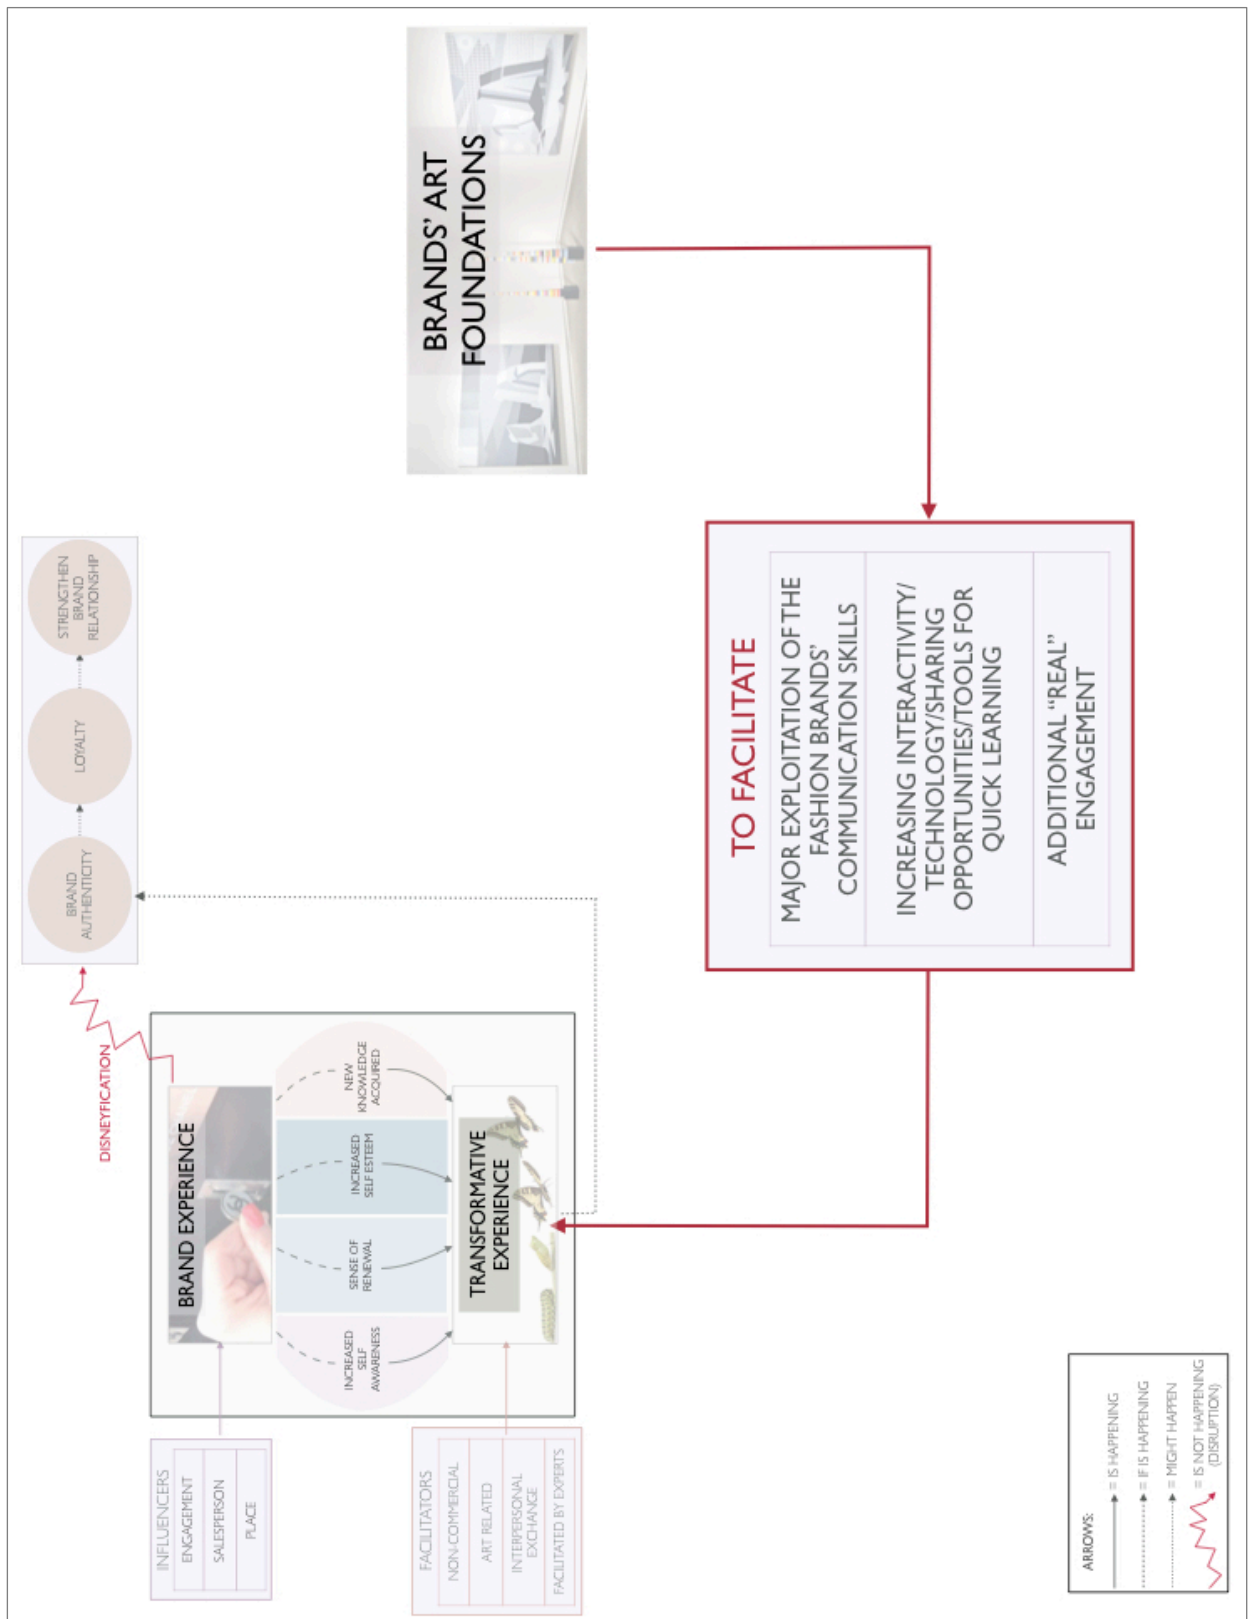 INFLUENCERS
ENGAGEMENT
SALESPERSON
PLACE
BRAND EXPERIENCE
DISNEYFICATION
BRAND
AUTHENTICITY
LOYALTY
STRENGTHEN
BRAND
RELATIONSHIP
INCREASED
SELF
AWARENESS
SENSE OF
RENEWAL
INCREASED
SELF ESTEEM
NEW
KNOWLEDGE
ACQUIRED
FACILITATORS
NON-COMMERCIAL
ART RELATED
INTERPERSONAL
EXCHANGE
FACILITATED BY EXPERTS
TRANSFORMATIVE
EXPERIENCE
BRANDS' ART
FOUNDATIONS
TO FACILITATE
MAJOR EXPLOITATION OF THE
FASHION BRANDS'
COMMUNICATION SKILLS
INCREASING INTERACTIVITY/
TECHNOLOGY/SHARING
OPPORTUNITIES/TOOLS FOR
QUICK LEARNING
ADDITIONAL “REAL”
ENGAGEMENT
ARROWS:
= IS HAPPENING
= IF IS HAPPENING
= MIGHT HAPPEN
= IS NOT HAPPENING
(DISRUPTION)